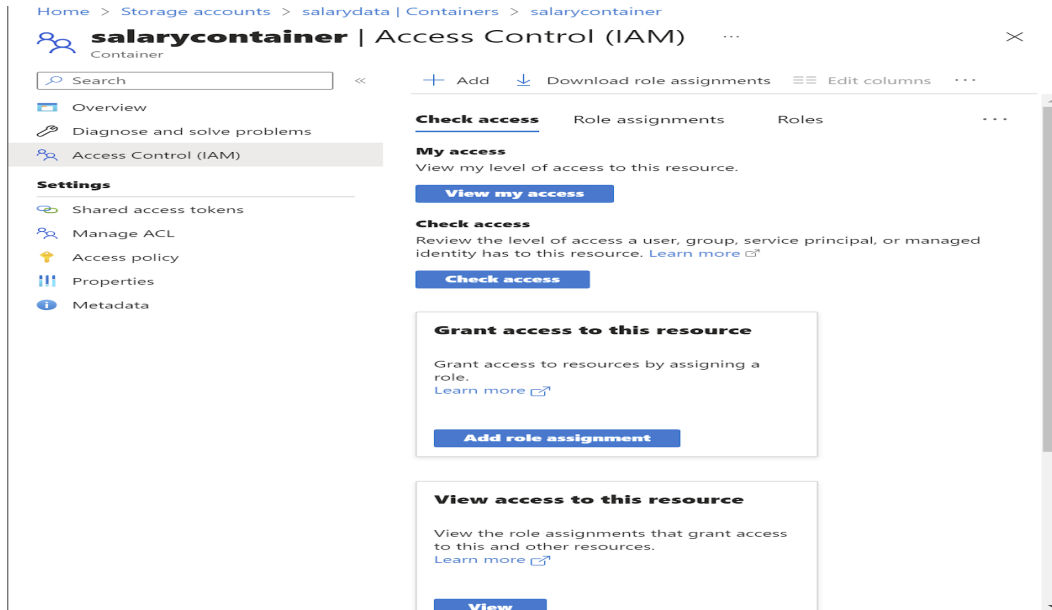 Home > Storage accounts > salarydata | Containers > salarycontainer
salarycontainer | Access Control (IAM) ...
Container
Search
Overview
Diagnose and solve problems
Access Control (IAM)
Settings
Shared access tokens
Manage ACL
Access policy
Properties
Metadata
Add Download role assignments Edit columns ...
Check access Role assignments Roles ...
My access
View my level of access to this resource.
View my access
Check access
Review the level of access a user, group, service principal, or managed
identity has to this resource. Learn more
Check access
Grant access to this resource
Grant access to resources by assigning a
role.
Learn more
Add role assignment
View access to this resource
View the role assignments that grant access
to this and other resources.
Learn more
View